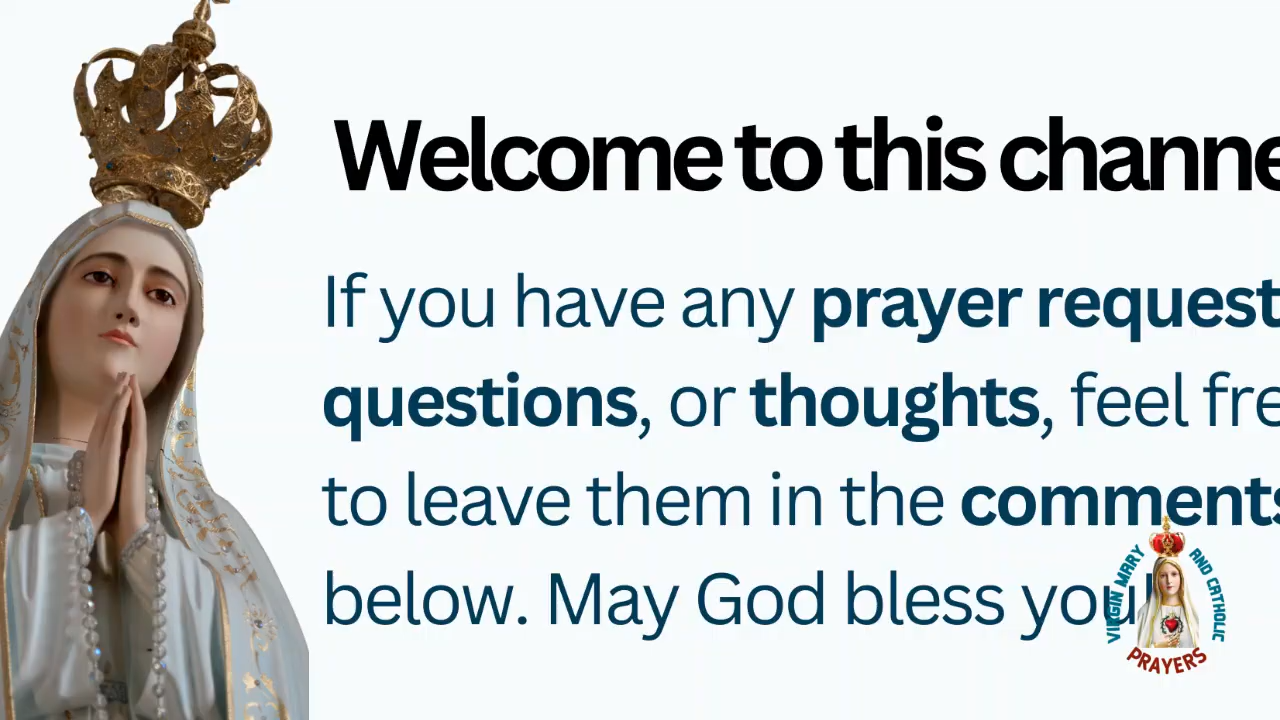 Welcome to this channe
If you have any prayer request
questions, or thoughts, feel fre
to leave them in the comments
below. May God bless you!
VIRGIN MARY AND CATHOLIC
PRAYERS